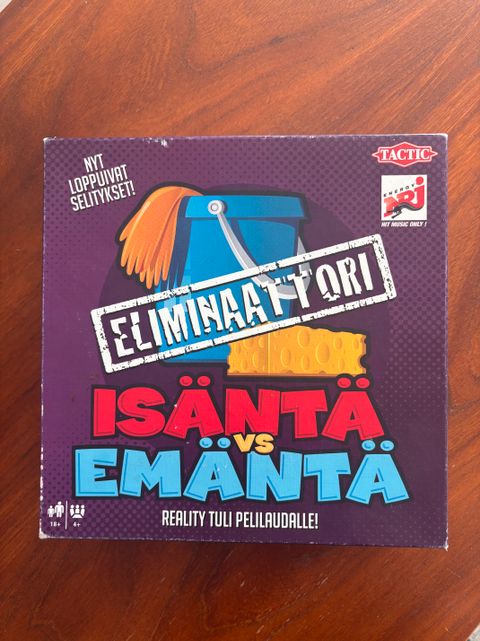 NYT
LOPPUIVAT
SELITYKSET!
TACTIC
ENERGY
NRJ
HIT MUSIC ONLY!
ELIMINAATTORI
ISÄNTÄ
VS
EMÄNTÄ
REALITY TULI PELILAUDALLE!
18+
4+